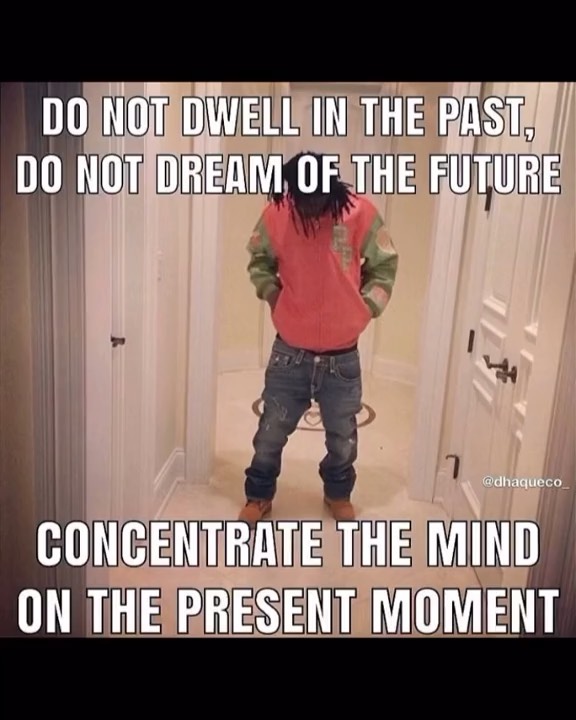 DO NOT DWELL IN THE PAST,
DO NOT DREAM OF THE FUTURE
@dhaqueco_
CONCENTRATE THE MIND
ON THE PRESENT MOMENT